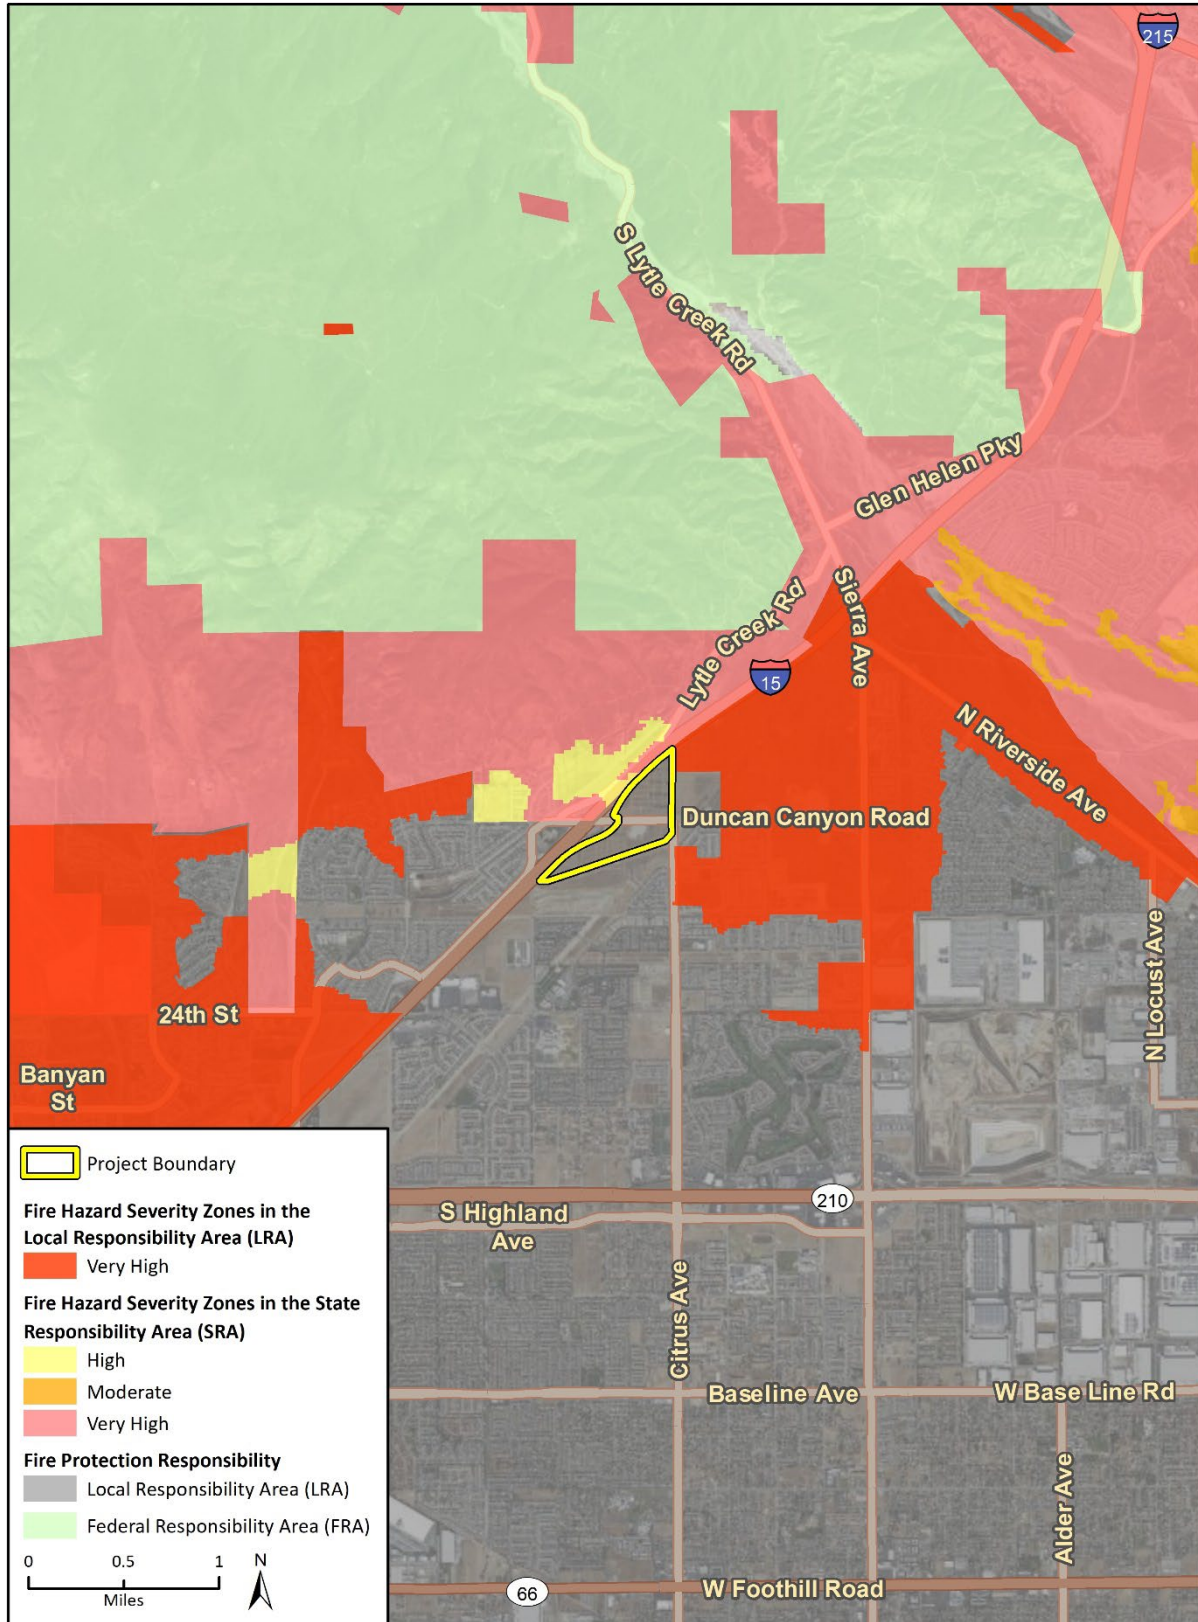 215
S Lytle Creek Rd
Glen Helen Pky
Lytle Creek Rd
Sierra Ave
15
N Riverside Ave
Duncan Canyon Road
24th St
N Locust Ave
Banyan
St
210
S Highland
Ave
Citrus Ave
Baseline Ave
W Base Line Rd
Alder Ave
66
W Foothill Road
Project Boundary
Fire Hazard Severity Zones in the
Local Responsibility Area (LRA)
Very High
Fire Hazard Severity Zones in the State
Responsibility Area (SRA)
High
Moderate
Very High
Fire Protection Responsibility
Local Responsibility Area (LRA)
Federal Responsibility Area (FRA)
0 0.5 1
Miles
N